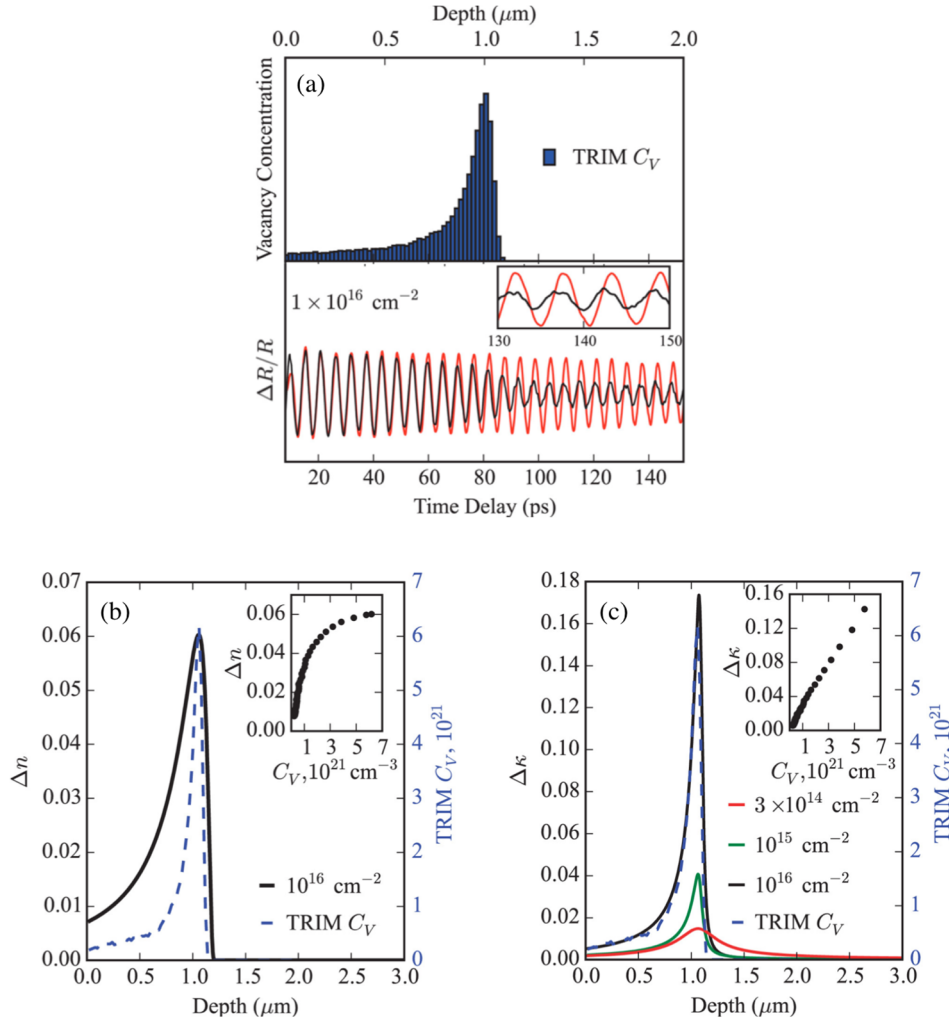 Depth (μm)
0.0 0.5 1.0 1.5 2.0
(a)
Vacancy Concentration
TRIM C_V
1 × 10^16 cm^−2
130 140 150
ΔR/R
20 40 60 80 100 120 140
Time Delay (ps)
(b)
0.07
0.06
0.05
0.04
0.03
0.02
0.01
0.00
Δn
7
6
5
4
3
2
1
0
TRIM C_V, 10^21
0.06
0.04
0.02
0.00
Δn
1 3 5 7
C_V, 10^21 cm^−3
10^16 cm^−2
TRIM C_V
0.0 0.5 1.0 1.5 2.0 2.5 3.0
Depth (μm)
(c)
0.18
0.16
0.14
0.12
0.10
0.08
0.06
0.04
0.02
0.00
Δκ
7
6
5
4
3
2
1
0
TRIM C_V, 10^21
0.16
0.12
0.08
0.04
0.00
Δκ
1 3 5 7
C_V, 10^21 cm^−3
3 × 10^14 cm^−2
10^15 cm^−2
10^16 cm^−2
TRIM C_V
0.0 0.5 1.0 1.5 2.0 2.5 3.0
Depth (μm)